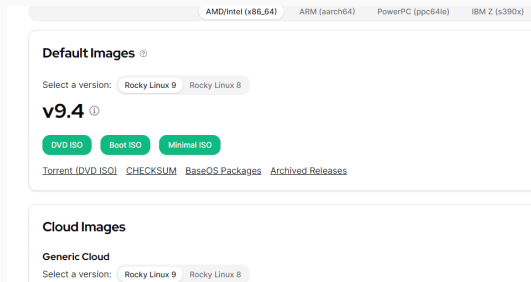 AMD/Intel (x86_64) ARM (aarch64) PowerPC (ppc64le) IBM Z (s390x)
Default Images
Select a version: Rocky Linux 9 Rocky Linux 8
v9.4
DVD ISO Boot ISO Minimal ISO
Torrent (DVD ISO) CHECKSUM BaseOS Packages Archived Releases
Cloud Images
Generic Cloud
Select a version: Rocky Linux 9 Rocky Linux 8